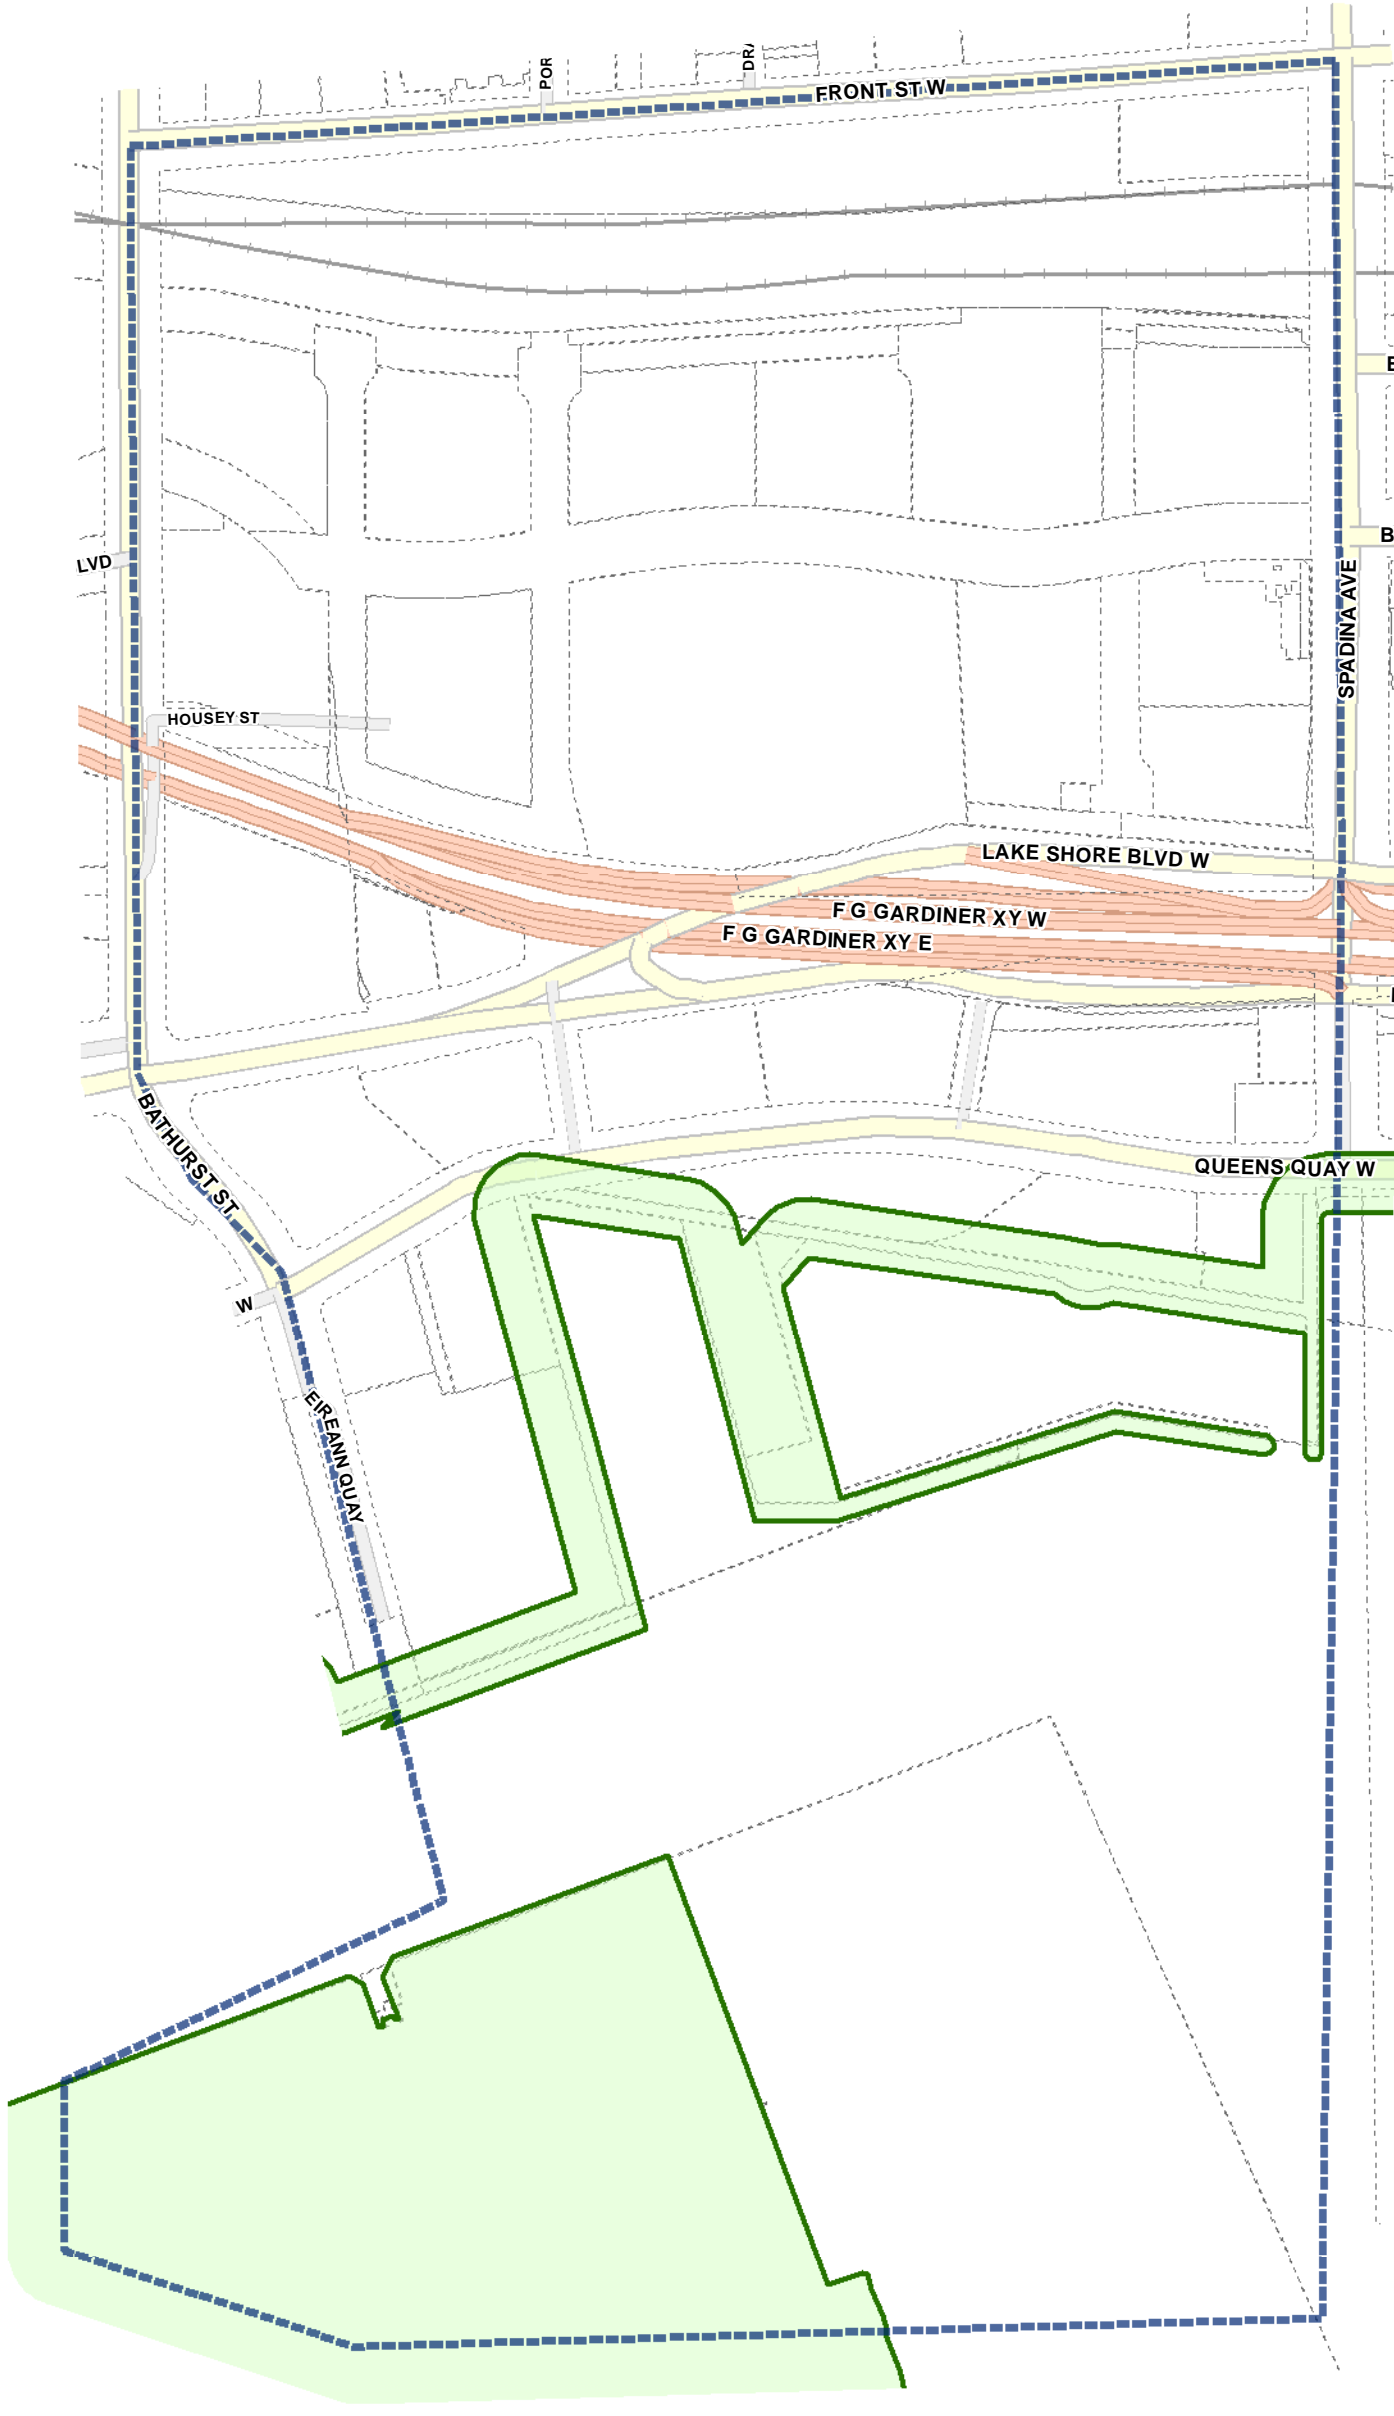 POR
DR
FRONT ST W
E
B
LVD
SPADINA AVE
HOUSEY ST
LAKE SHORE BLVD W
F G GARDINER XY W
F G GARDINER XY E
BATHURST ST
QUEENS QUAY W
W
EIREANN QUAY